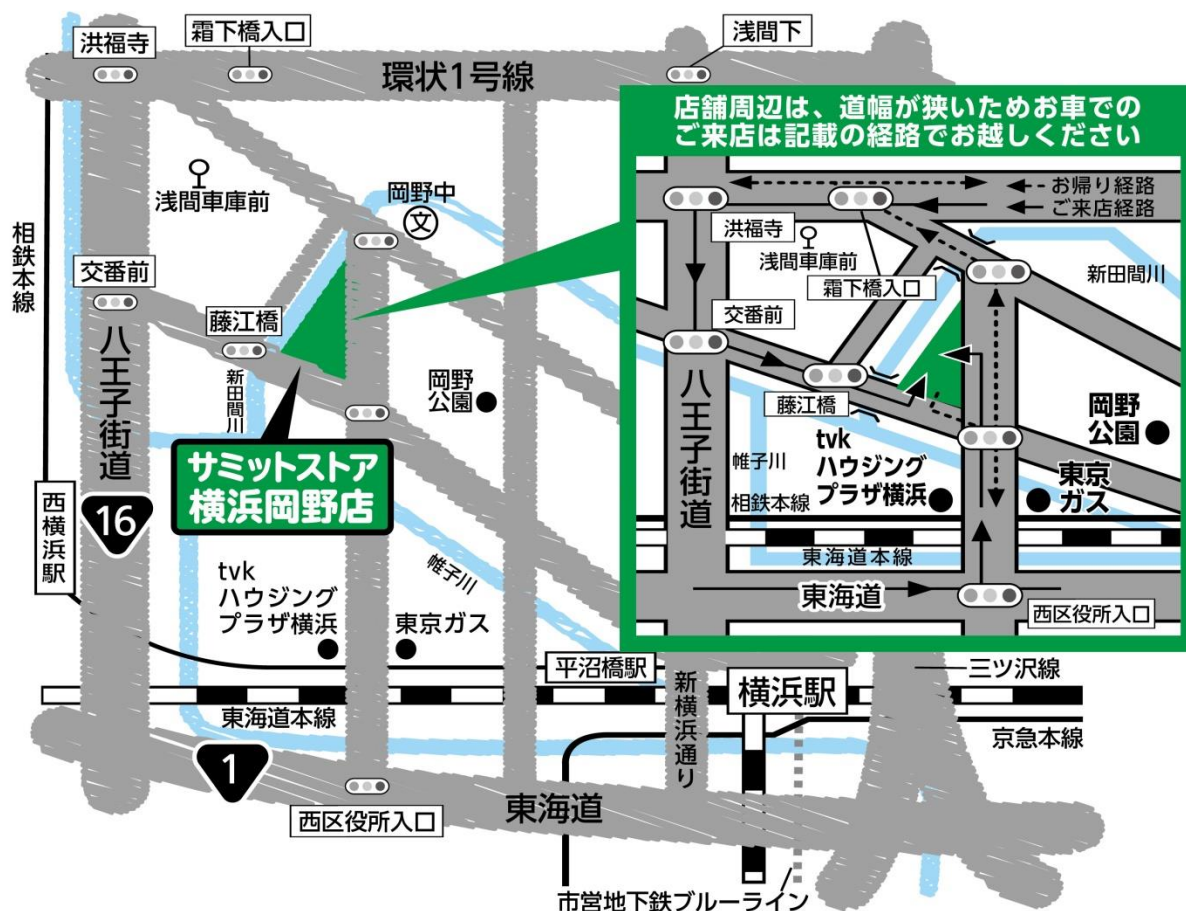 洪福寺
霜下橋入口
浅間下
環状1号線
浅間車庫前
岡野中
文
相鉄本線
交番前
藤江橋
八王子街道
新田間川
岡野
公園
サミットストア
横浜岡野店
16
西横浜駅
帷子川
tvk
ハウジング
プラザ横浜
東京ガス
平沼橋駅
東海道本線
新横浜通り
横浜駅
三ツ沢線
京急本線
1
東海道
西区役所入口
市営地下鉄ブルーライン
店舗周辺は、道幅が狭いためお車での
ご来店は記載の経路でお越しください
お帰り経路
ご来店経路
洪福寺
浅間車庫前
霜下橋入口
新田間川
交番前
藤江橋
八王子街道
岡野
公園
tvk
ハウジング
プラザ横浜
帷子川
相鉄本線
東京
ガス
東海道本線
東海道
西区役所入口